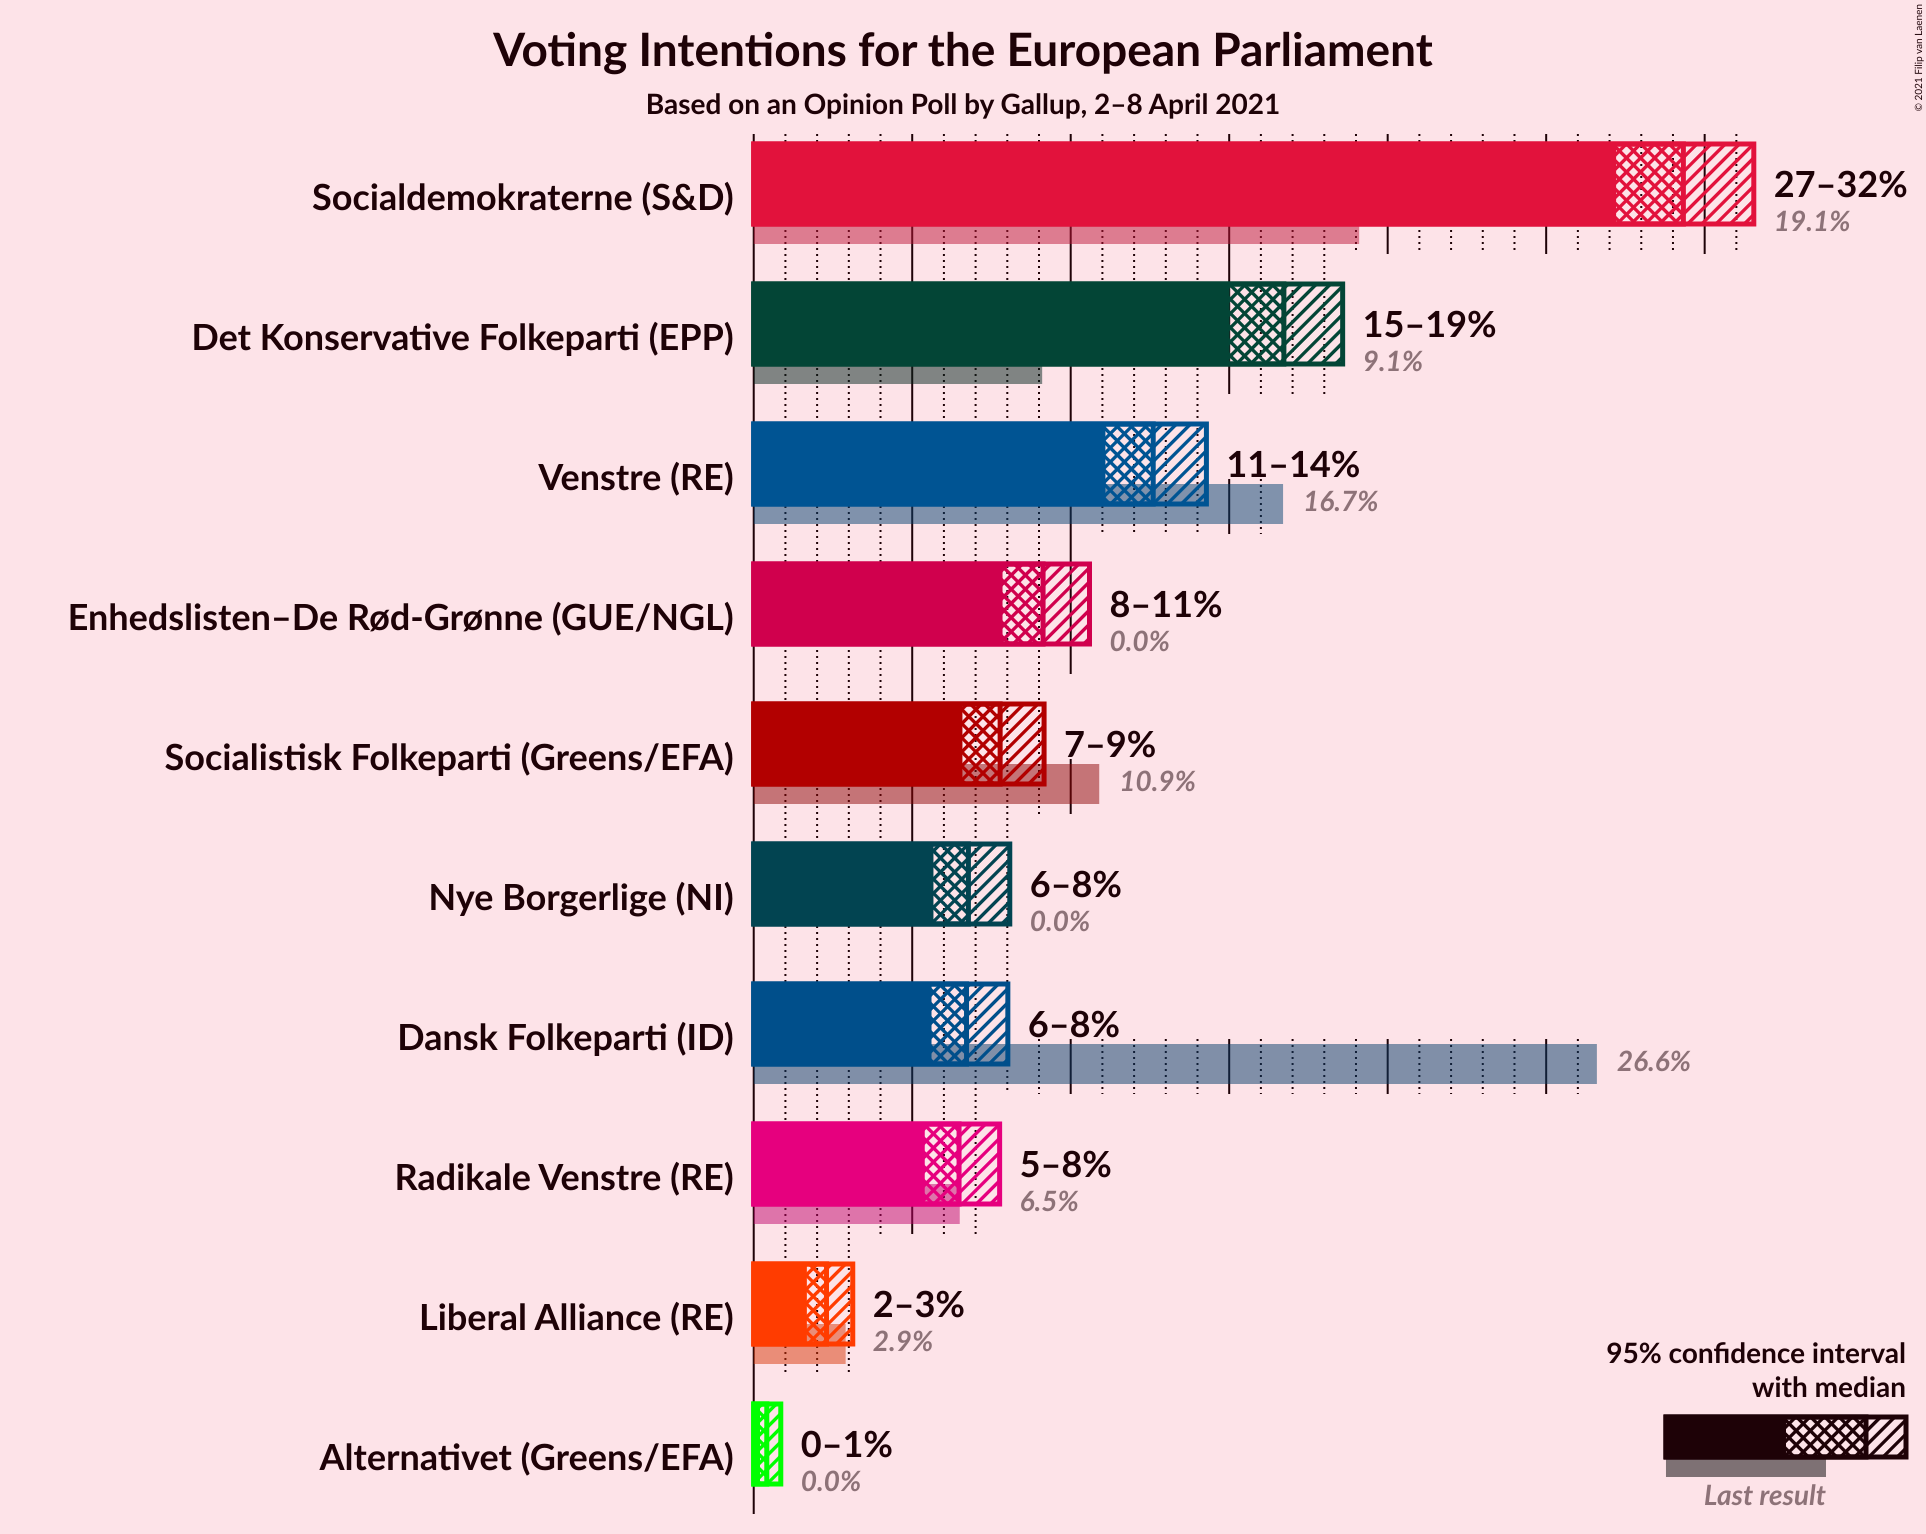 Voting Intentions for the European Parliament
Based on an Opinion Poll by Gallup, 2–8 April 2021
© 2021 Filip van Laenen
Socialdemokraterne (S&D)
27–32%
19.1%
Det Konservative Folkeparti (EPP)
15–19%
9.1%
Venstre (RE)
11–14%
16.7%
Enhedslisten–De Rød-Grønne (GUE/NGL)
8–11%
0.0%
Socialistisk Folkeparti (Greens/EFA)
7–9%
10.9%
Nye Borgerlige (NI)
6–8%
0.0%
Dansk Folkeparti (ID)
6–8%
26.6%
Radikale Venstre (RE)
5–8%
6.5%
Liberal Alliance (RE)
2–3%
2.9%
Alternativet (Greens/EFA)
0–1%
0.0%
95% confidence interval
with median
Last result